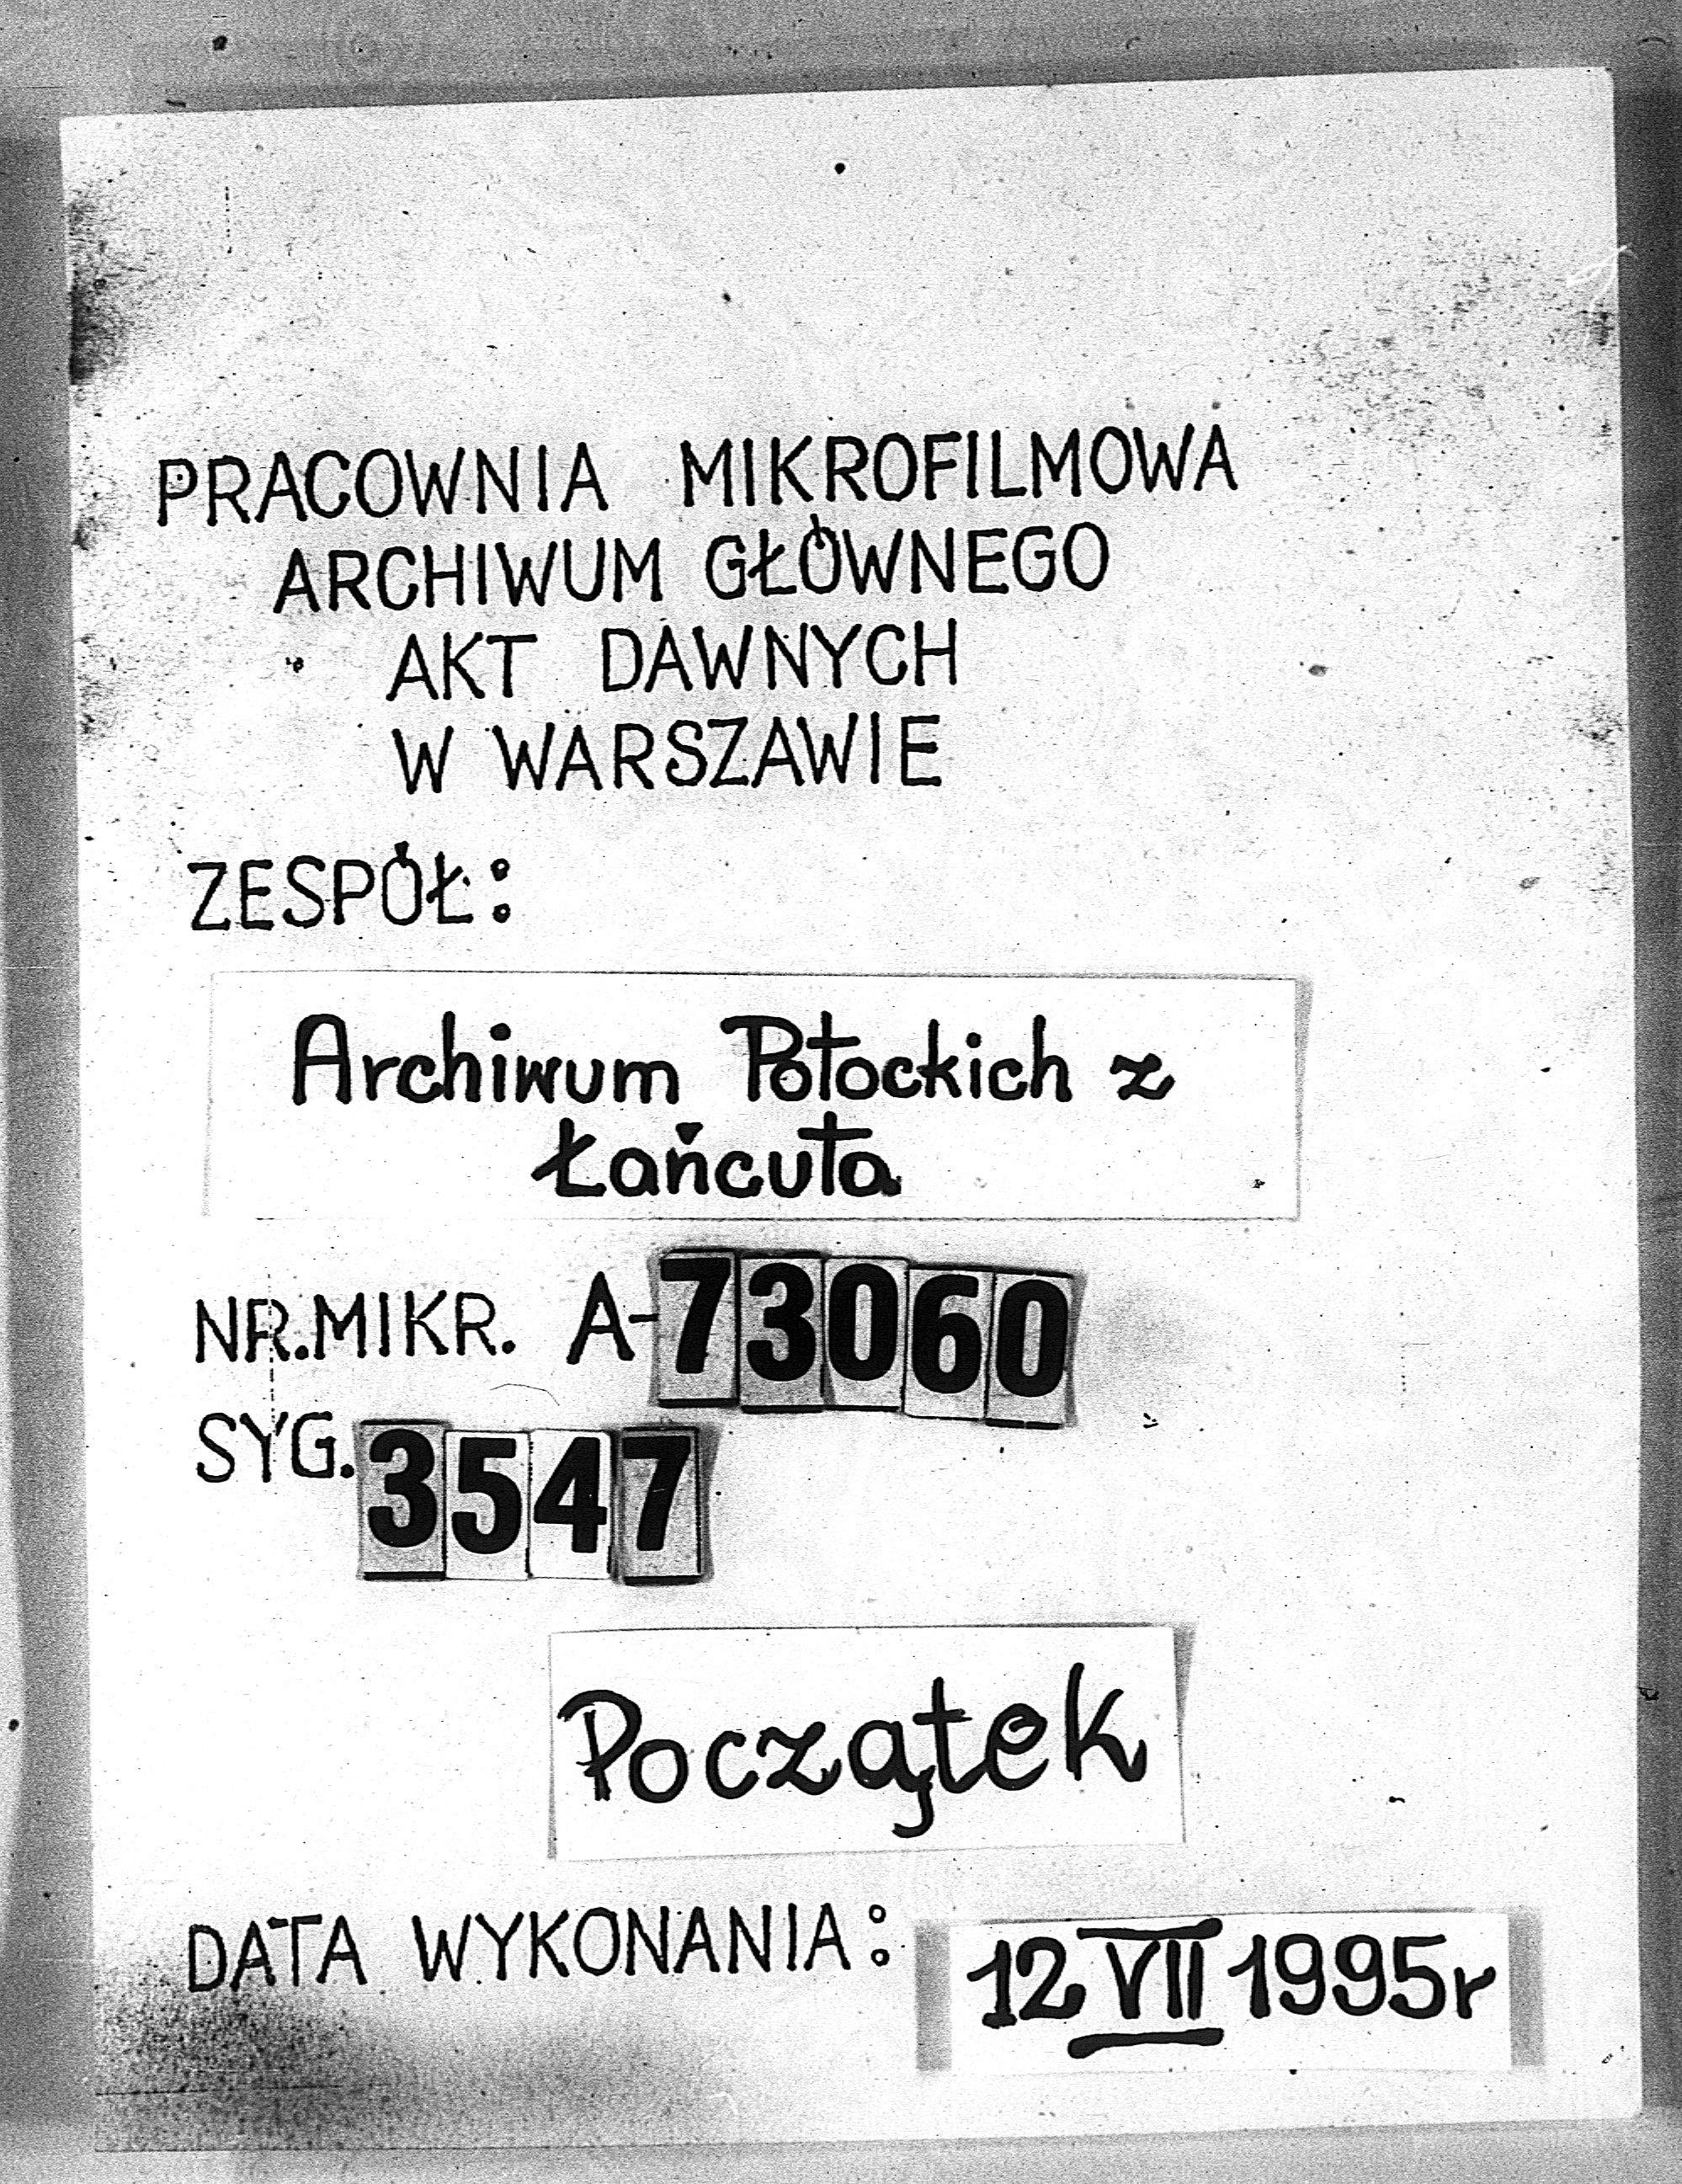 PRACOWNIA MIKROFILMOWA
ARCHIWUM GŁÓWNEGO
AKT DAWNYCH
W WARSZAWIE
ZESPÓŁ:
Archiwum Potockich z
Łańcuta
NR.MIKR. A-73060
SYG. 3547
Początek
DATA WYKONANIA: 12 VII 1995r